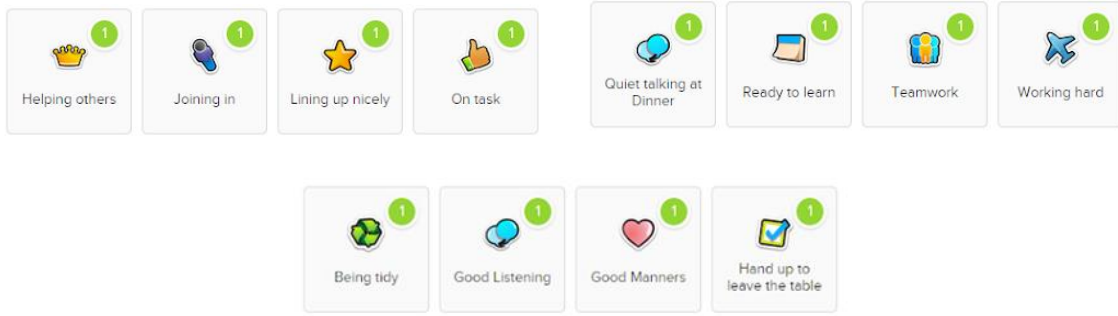 1
1
1
1
Helping others
Joining in
Lining up nicely
On task
1
1
1
1
Quiet talking at
Dinner
Ready to learn
Teamwork
Working hard
1
1
1
1
Being tidy
Good Listening
Good Manners
Hand up to
leave the table